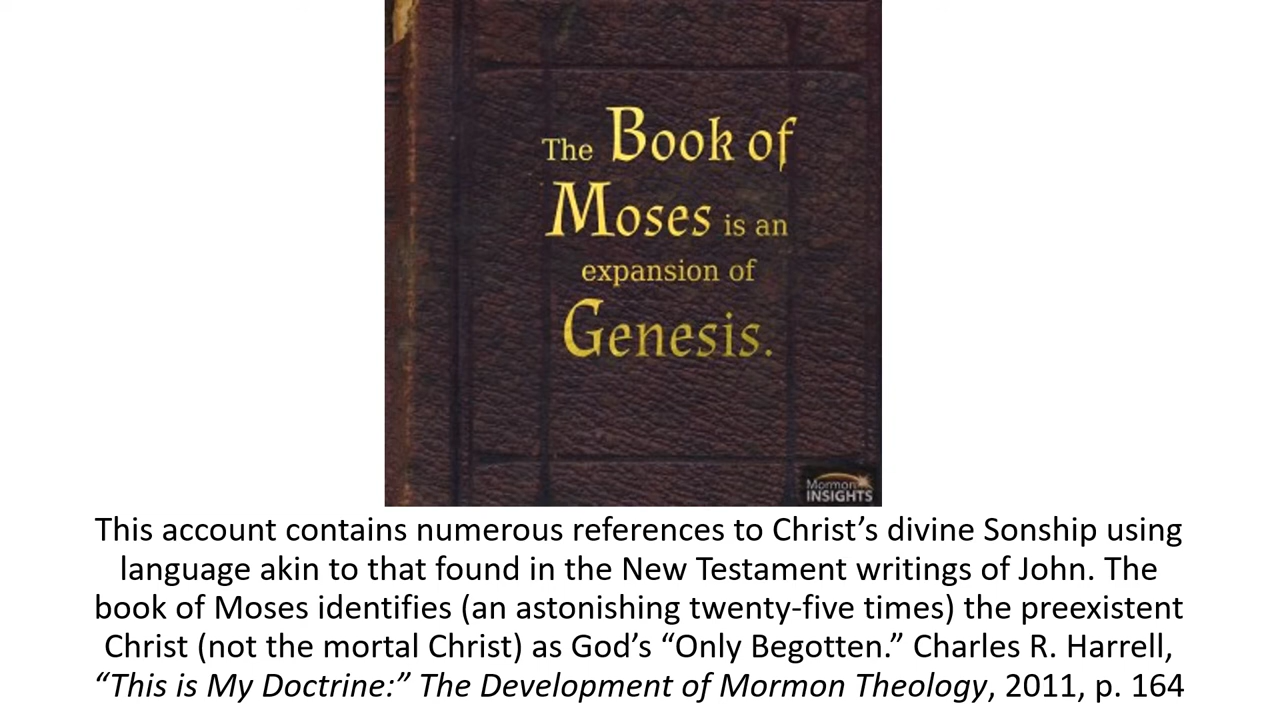 The Book of
Moses is an
expansion of
Genesis.
Mormon
INSIGHTS
This account contains numerous references to Christ’s divine Sonship using
language akin to that found in the New Testament writings of John. The
book of Moses identifies (an astonishing twenty-five times) the preexistent
Christ (not the mortal Christ) as God’s “Only Begotten.” Charles R. Harrell,
“This is My Doctrine:” The Development of Mormon Theology, 2011, p. 164